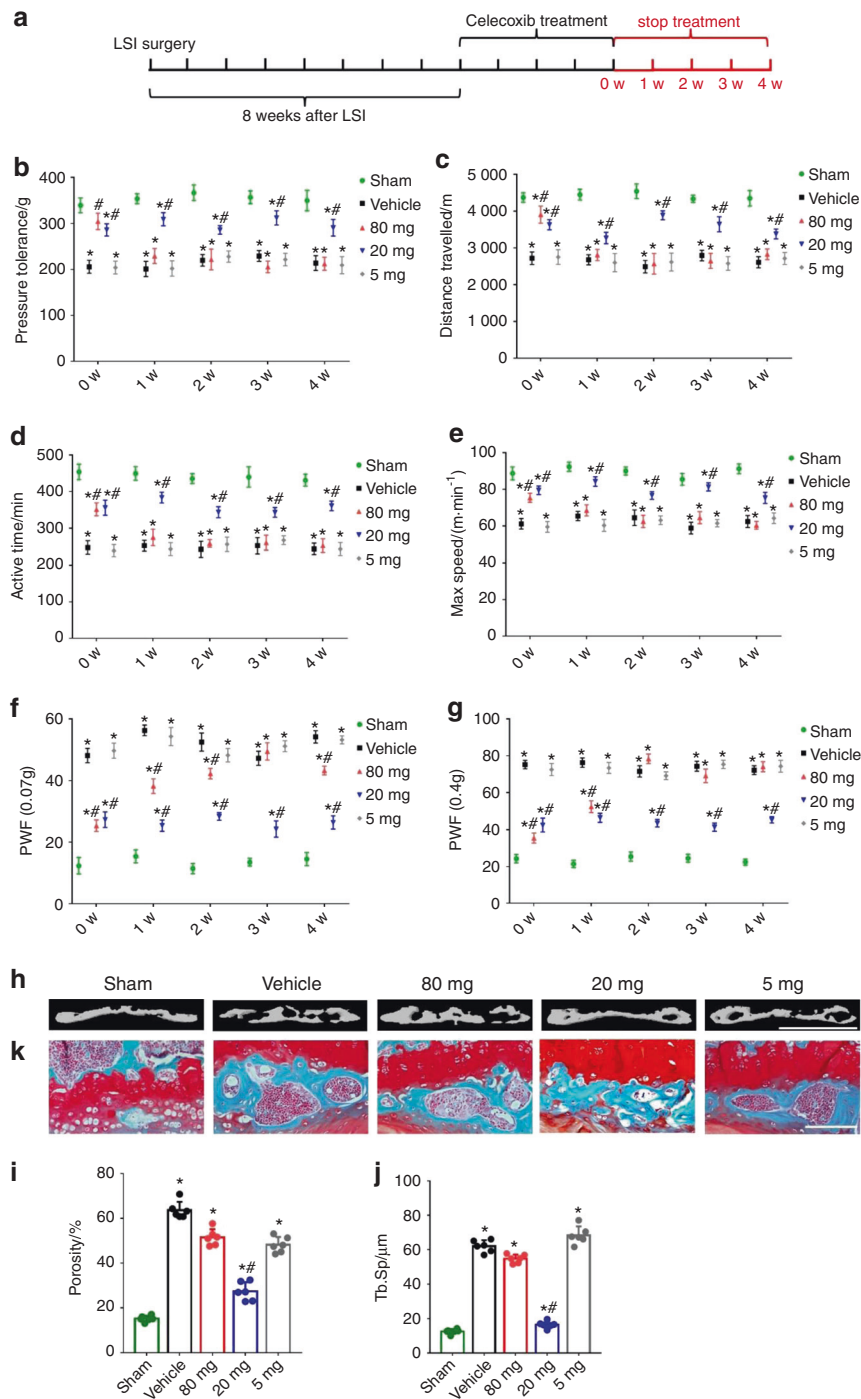 a
LSI surgery
Celecoxib treatment
stop treatment
0 w 1 w 2 w 3 w 4 w
8 weeks after LSI
b
Pressure tolerance/g
400
300
200
100
0
0 w 1 w 2 w 3 w 4 w
# *# *# *# *# *#
* * * * * * * * * * * * * *
Sham
Vehicle
80 mg
20 mg
5 mg
c
Distance travelled/m
5 000
4 000
3 000
2 000
1 000
0
0 w 1 w 2 w 3 w 4 w
*# *# *# *# *# *#
* * * * * * * * * * * * * *
Sham
Vehicle
80 mg
20 mg
5 mg
d
Active time/min
500
400
300
200
100
0
0 w 1 w 2 w 3 w 4 w
*# *# *# *# *# *#
* * * * * * * * * * * * * *
Sham
Vehicle
80 mg
20 mg
5 mg
e
Max speed/(m·min-1)
100
80
60
40
20
0
0 w 1 w 2 w 3 w 4 w
*# *# *# *# *# *#
* * * * * * * * * * * * * *
Sham
Vehicle
80 mg
20 mg
5 mg
f
PWF (0.07g)
60
40
20
0
0 w 1 w 2 w 3 w 4 w
* * * * * * * * * * *
*# *# *# *# *# *# *# *# *#
Sham
Vehicle
80 mg
20 mg
5 mg
g
PWF (0.4g)
100
80
60
40
20
0
0 w 1 w 2 w 3 w 4 w
* * * * * * * * * * * * *
*# *# *# *# *# *# *#
Sham
Vehicle
80 mg
20 mg
5 mg
h
Sham Vehicle 80 mg 20 mg 5 mg
k
i
Porosity/%
80
60
40
20
0
* * *# *
Sham Vehicle 80 mg 20 mg 5 mg
j
Tb.Sp/μm
100
80
60
40
20
0
* * *# *
Sham Vehicle 80 mg 20 mg 5 mg